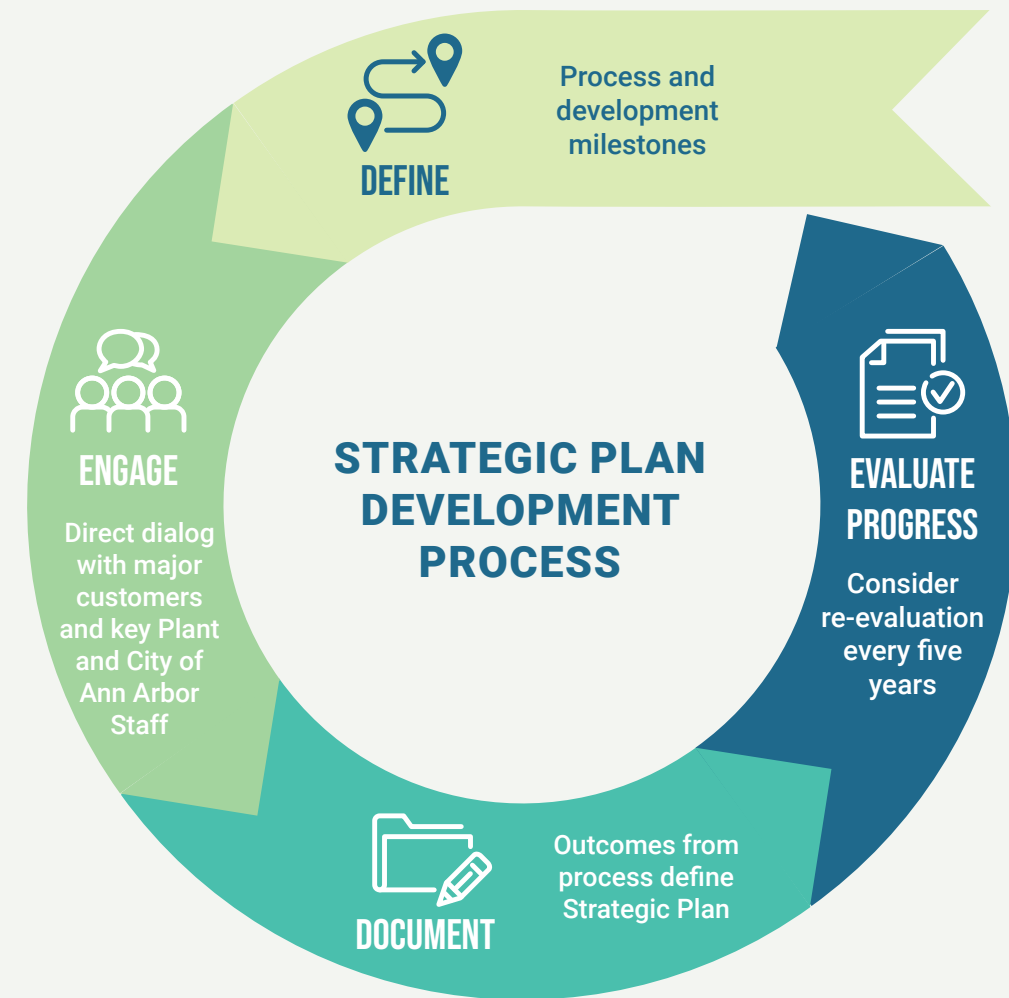 DEFINE
Process and
development
milestones
ENGAGE
Direct dialog
with major
customers
and key Plant
and City of
Ann Arbor
Staff
STRATEGIC PLAN
DEVELOPMENT
PROCESS
DOCUMENT
Outcomes from
process define
Strategic Plan
EVALUATE
PROGRESS
Consider
re-evaluation
every five
years